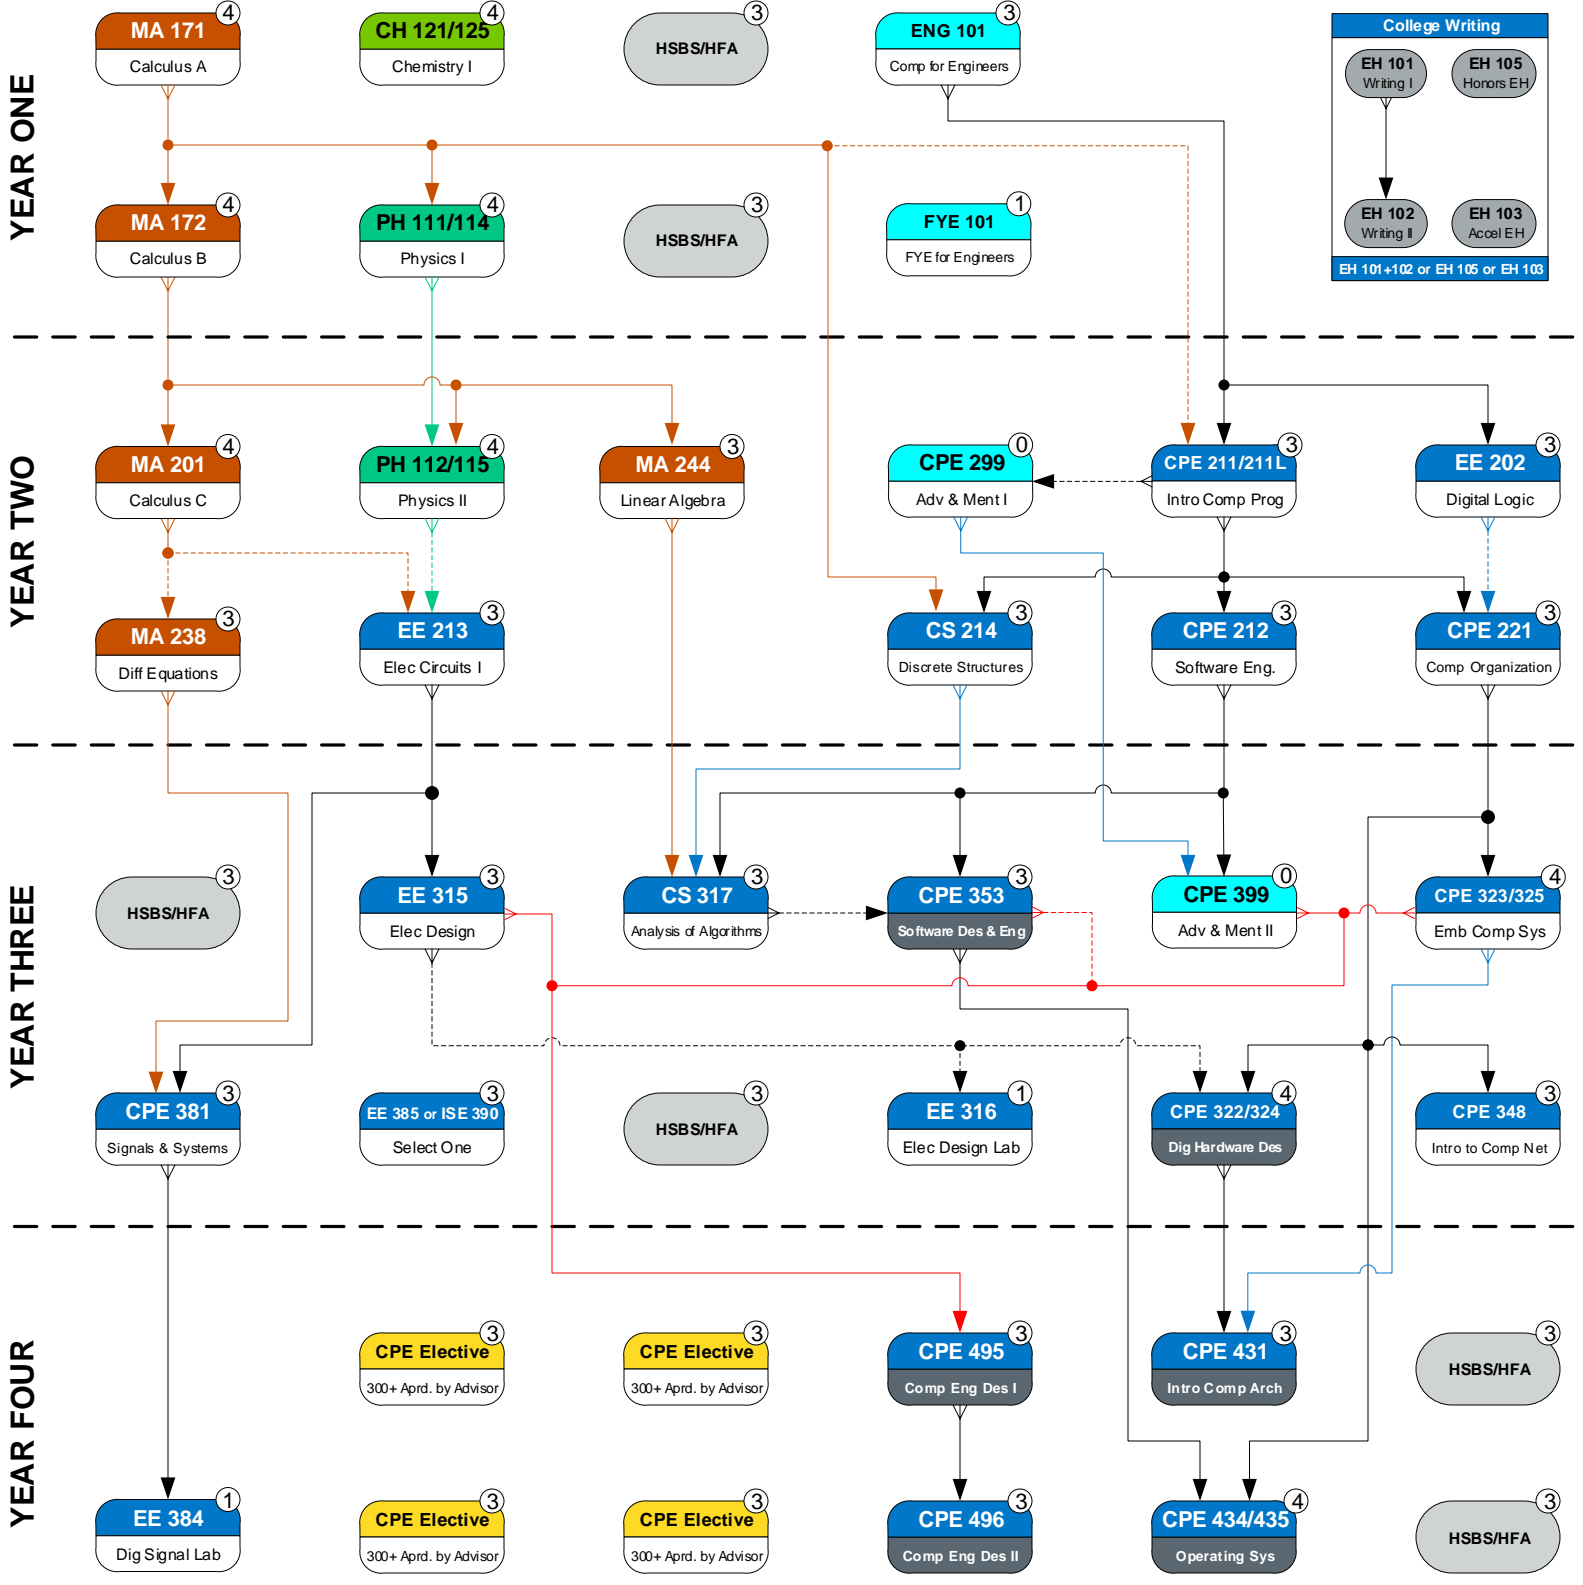 YEAR ONE
MA 171
4
Calculus A
CH 121/125
4
Chemistry I
HSBS/HFA
3
ENG 101
3
Comp for Engineers
College Writing
EH 101
Writing I
EH 105
Honors EH
EH 102
Writing II
EH 103
Accel EH
EH 101+102 or EH 105 or EH 103
MA 172
4
Calculus B
PH 111/114
4
Physics I
HSBS/HFA
3
FYE 101
1
FYE for Engineers
YEAR TWO
MA 201
4
Calculus C
PH 112/115
4
Physics II
MA 244
3
Linear Algebra
CPE 299
0
Adv & Ment I
CPE 211/211L
3
Intro Comp Prog
EE 202
3
Digital Logic
MA 238
3
Diff Equations
EE 213
3
Elec Circuits I
CS 214
3
Discrete Structures
CPE 212
3
Software Eng.
CPE 221
3
Comp Organization
YEAR THREE
HSBS/HFA
3
EE 315
3
Elec Design
CS 317
3
Analysis of Algorithms
CPE 353
3
Software Des & Eng
CPE 399
0
Adv & Ment II
CPE 323/325
4
Emb Comp Sys
CPE 381
3
Signals & Systems
EE 385 or ISE 390
3
Select One
HSBS/HFA
3
EE 316
1
Elec Design Lab
CPE 322/324
4
Dig Hardware Des
CPE 348
3
Intro to Comp Net
YEAR FOUR
CPE Elective
3
300+ Aprd. by Advisor
CPE Elective
3
300+ Aprd. by Advisor
CPE 495
3
Comp Eng Des I
CPE 431
3
Intro Comp Arch
HSBS/HFA
3
EE 384
1
Dig Signal Lab
CPE Elective
3
300+ Aprd. by Advisor
CPE Elective
3
300+ Aprd. by Advisor
CPE 496
3
Comp Eng Des II
CPE 434/435
4
Operating Sys
HSBS/HFA
3